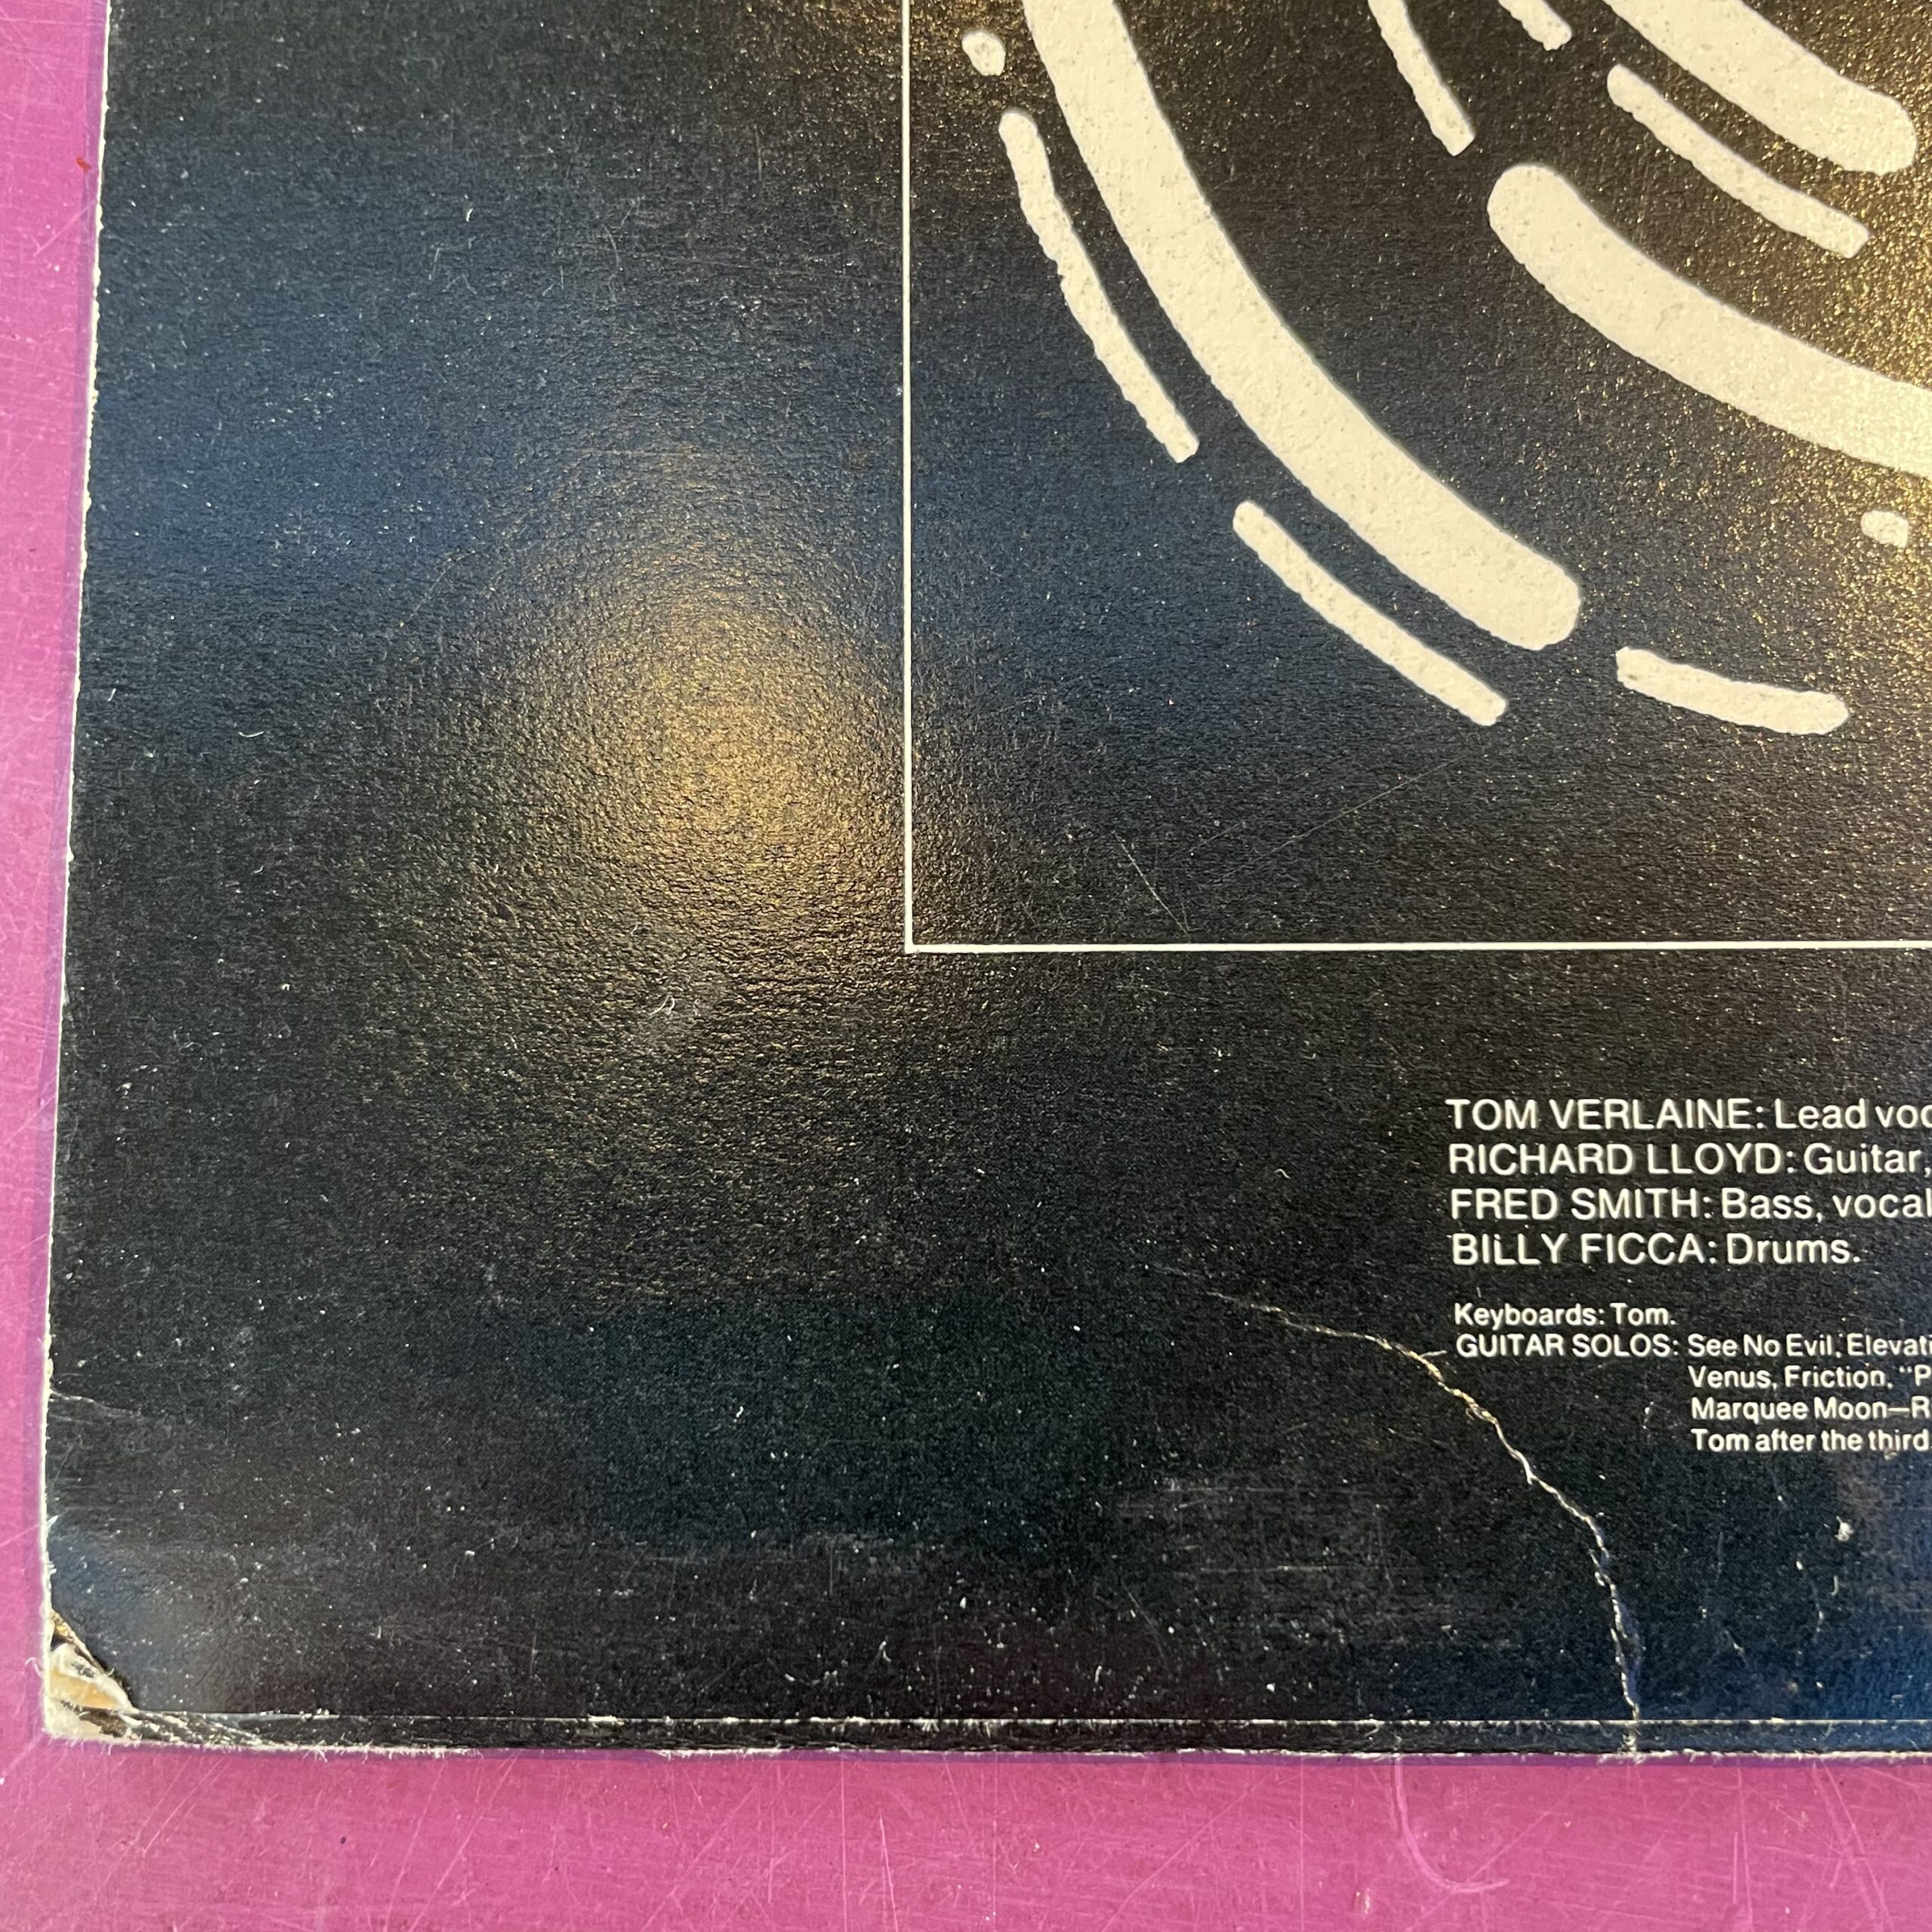 TOM VERLAINE: Lead voc
RICHARD LLOYD: Guitar,
FRED SMITH: Bass, vocal
BILLY FICCA: Drums.
Keyboards: Tom.
GUITAR SOLOS: See No Evil, Elevati
Venus, Friction, "P
Marquee Moon—R
Tom after the third